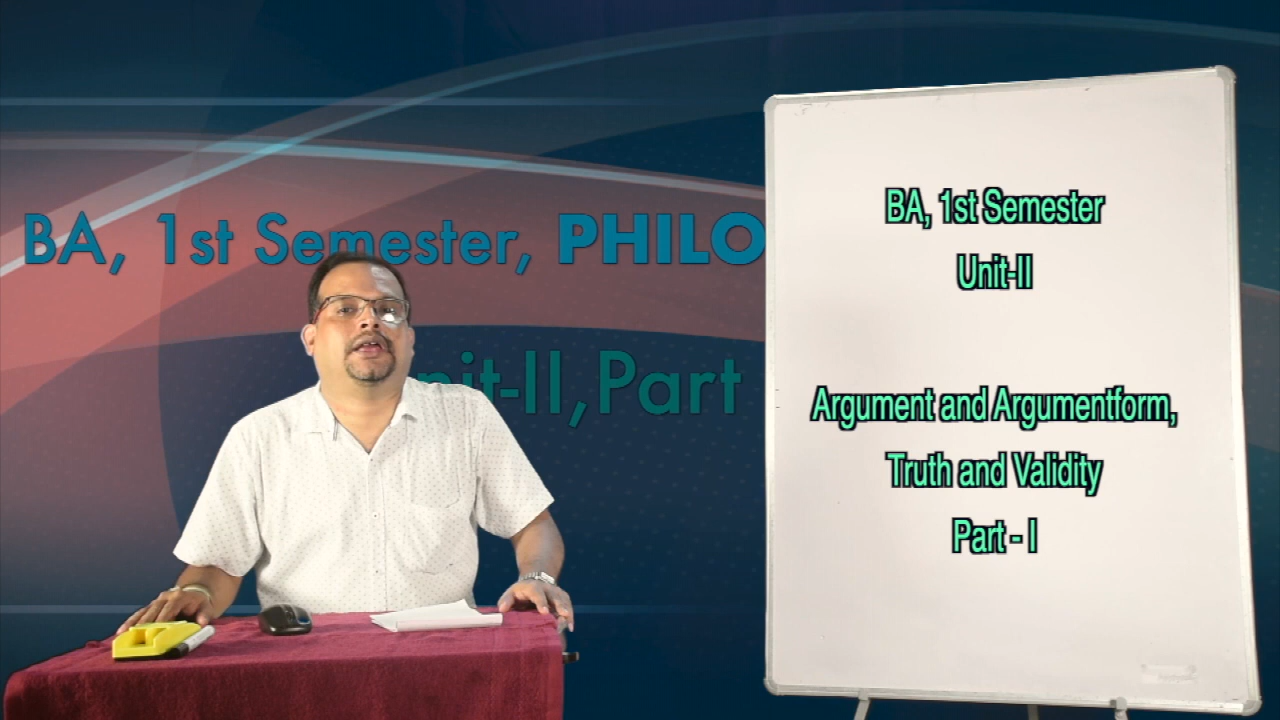 BA, 1st Semester, PHILO
nit-II, Part
BA, 1st Semester
Unit-II
Argument and Argumentform,
Truth and Validity
Part - I